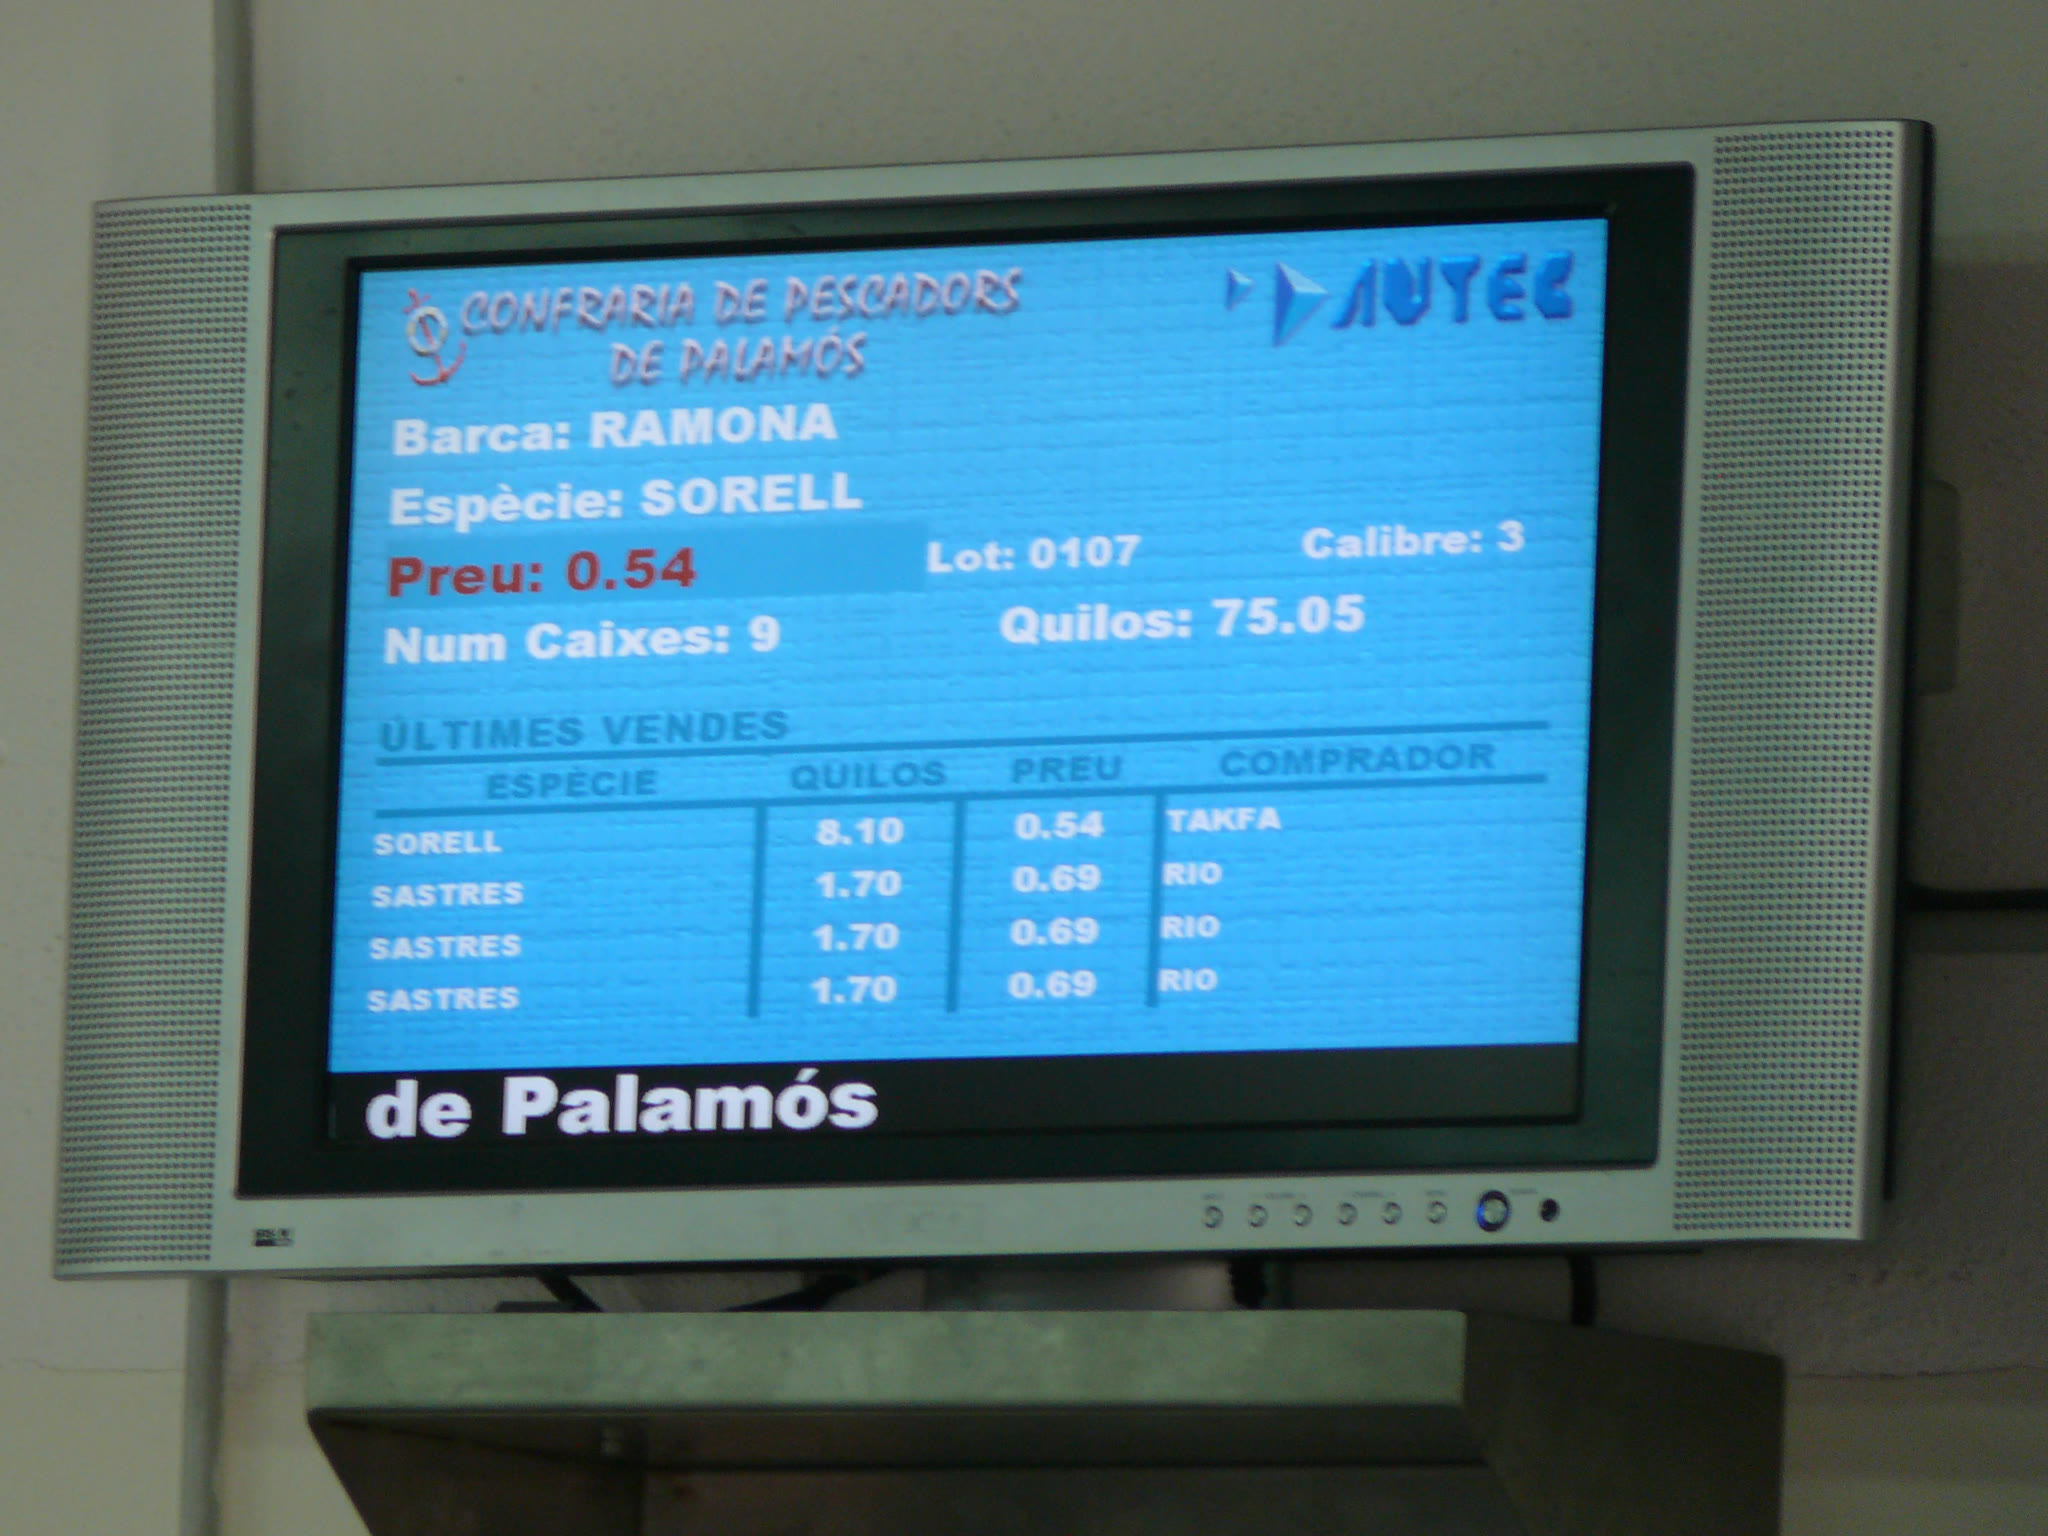 CONFRARIA DE PESCADORS
DE PALAMÓS
AUTEC
Barca: RAMONA
Espècie: SORELL
Preu: 0.54
Lot: 0107
Calibre: 3
Num Caixes: 9
Quilos: 75.05
ÚLTIMES VENDES
ESPÈCIE QUILOS PREU COMPRADOR
SORELL 8.10 0.54 TAKFA
SASTRES 1.70 0.69 RIO
SASTRES 1.70 0.69 RIO
SASTRES 1.70 0.69 RIO
de Palamós